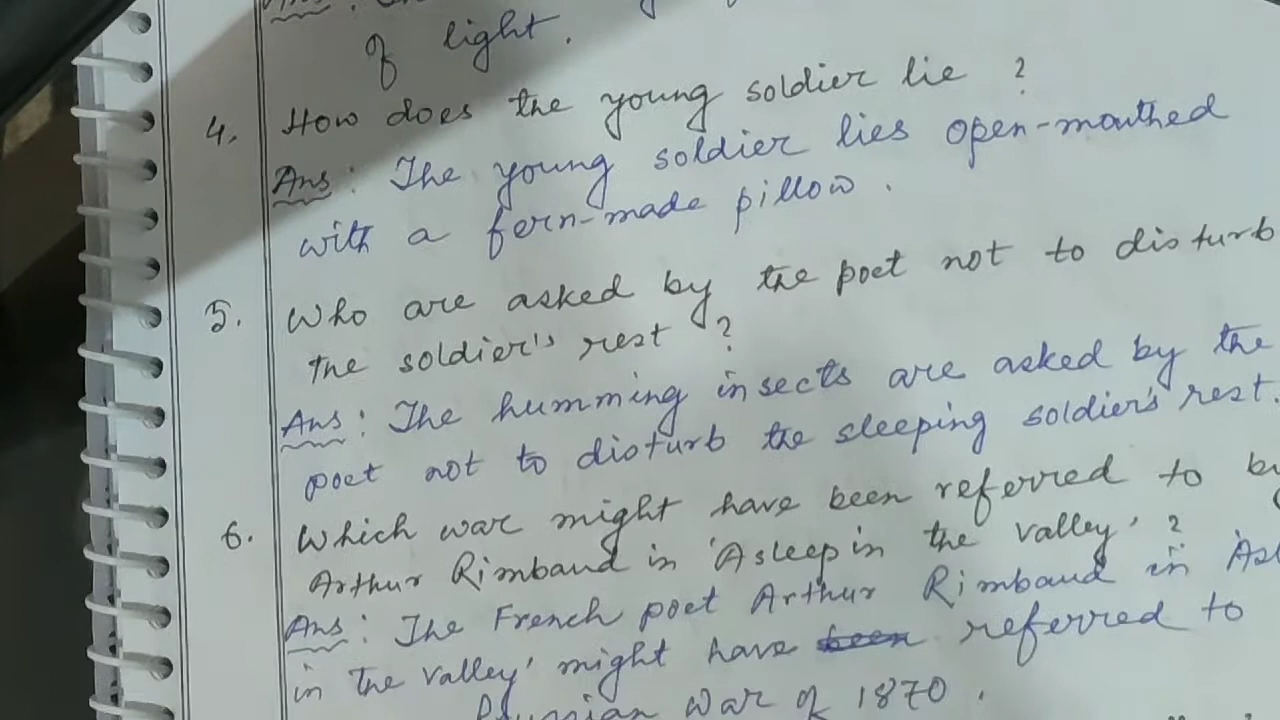 of light.
4. How does the young soldier lie ?
Ans : The young soldier lies open-mouthed
with a fern-made pillow .
5. Who are asked by the poet not to disturb
the soldier's rest ?
Ans : The humming insects are asked by the
poet not to disturb the sleeping soldier's rest.
6. Which war might have been referred to
Arthur Rimbaud in 'Asleep in the valley' ?
Ans : The French poet Arthur Rimbaud in
in the valley' might have been referred to
War of 1870 .